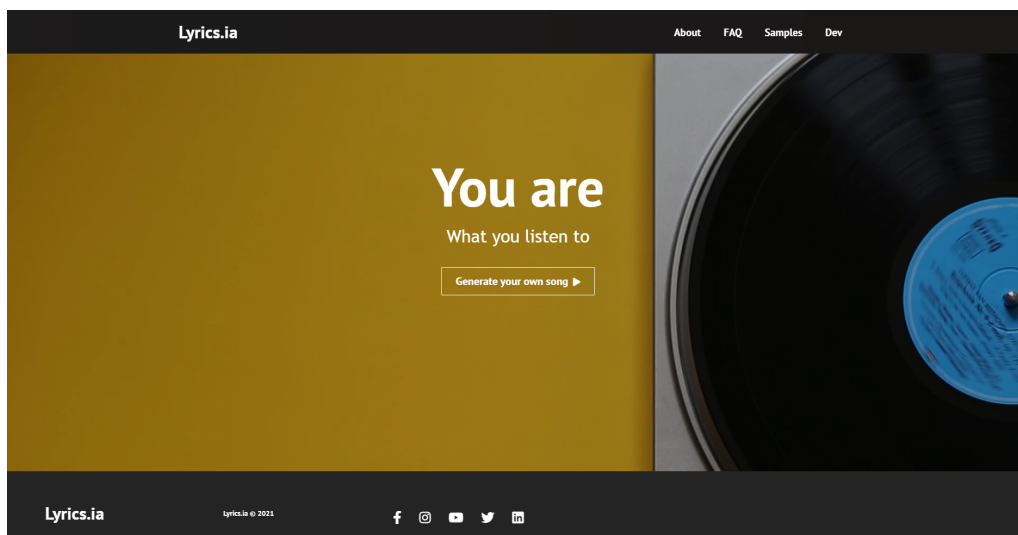 Lyrics.ia
About FAQ Samples Dev
You are
What you listen to
Generate your own song
Lyrics.ia
Lyrics.ia © 2021